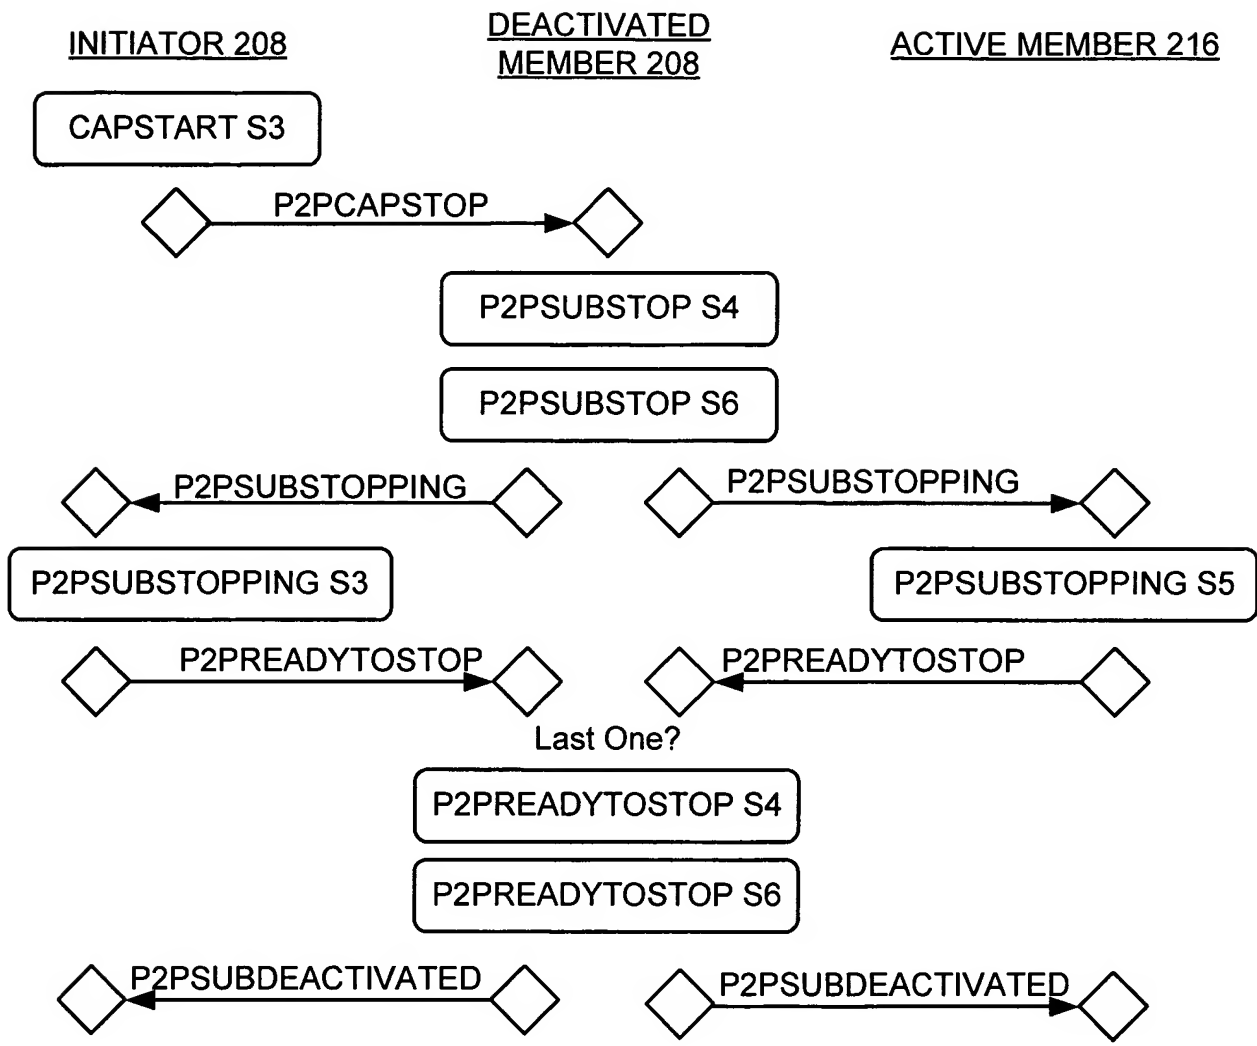 INITIATOR 208
DEACTIVATED
MEMBER 208
ACTIVE MEMBER 216
CAPSTART S3
P2PCAPSTOP
P2PSUBSTOP S4
P2PSUBSTOP S6
P2PSUBSTOPPING
P2PSUBSTOPPING
P2PSUBSTOPPING S3
P2PSUBSTOPPING S5
P2PREADYTOSTOP
P2PREADYTOSTOP
Last One?
P2PREADYTOSTOP S4
P2PREADYTOSTOP S6
P2PSUBDEACTIVATED
P2PSUBDEACTIVATED